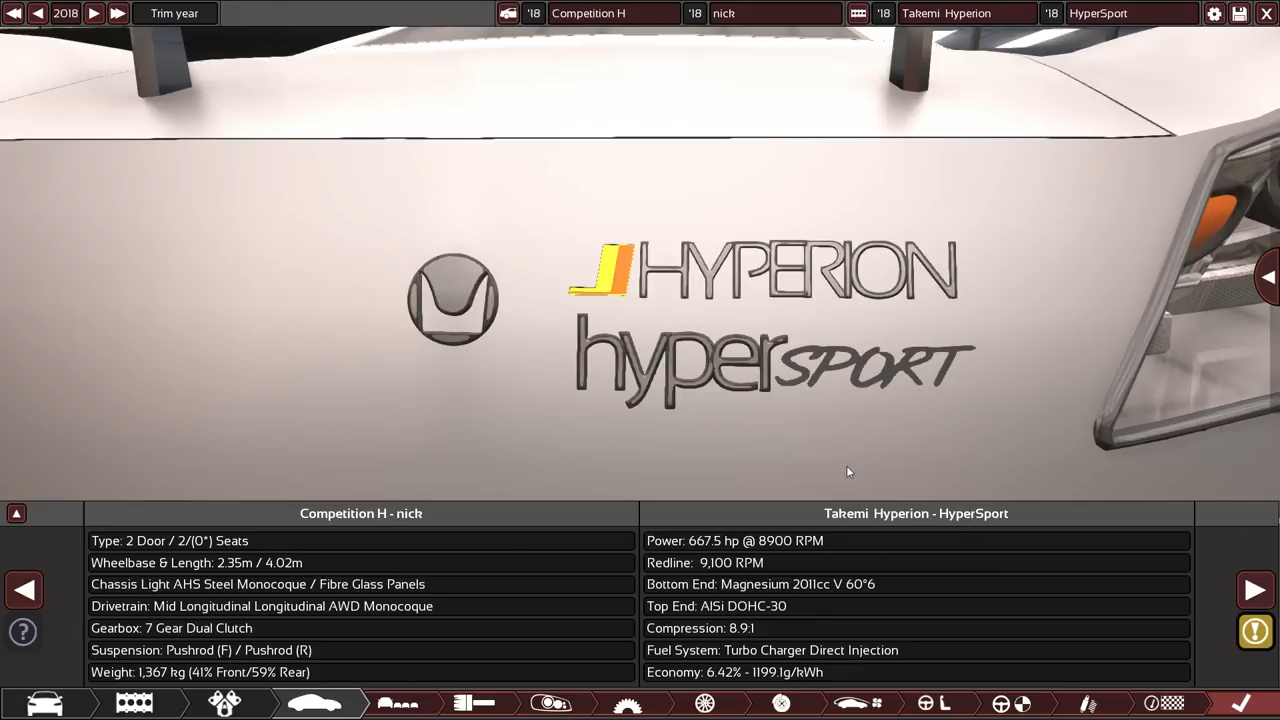 2018 Trim year '18 Competition H '18 nick '18 Takemi Hyperion '18 HyperSport
HYPERION
hyperSPORT
Competition H - nick
Type: 2 Door / 2/(0*) Seats
Wheelbase & Length: 2.35m / 4.02m
Chassis Light AHS Steel Monocoque / Fibre Glass Panels
Drivetrain: Mid Longitudinal Longitudinal AWD Monocoque
Gearbox: 7 Gear Dual Clutch
Suspension: Pushrod (F) / Pushrod (R)
Weight: 1,367 kg (41% Front/59% Rear)
Takemi Hyperion - HyperSport
Power: 667.5 hp @ 8900 RPM
Redline: 9,100 RPM
Bottom End: Magnesium 2011cc V 60°6
Top End: AlSi DOHC-30
Compression: 8.9:1
Fuel System: Turbo Charger Direct Injection
Economy: 6.42% - 1199.1g/kWh